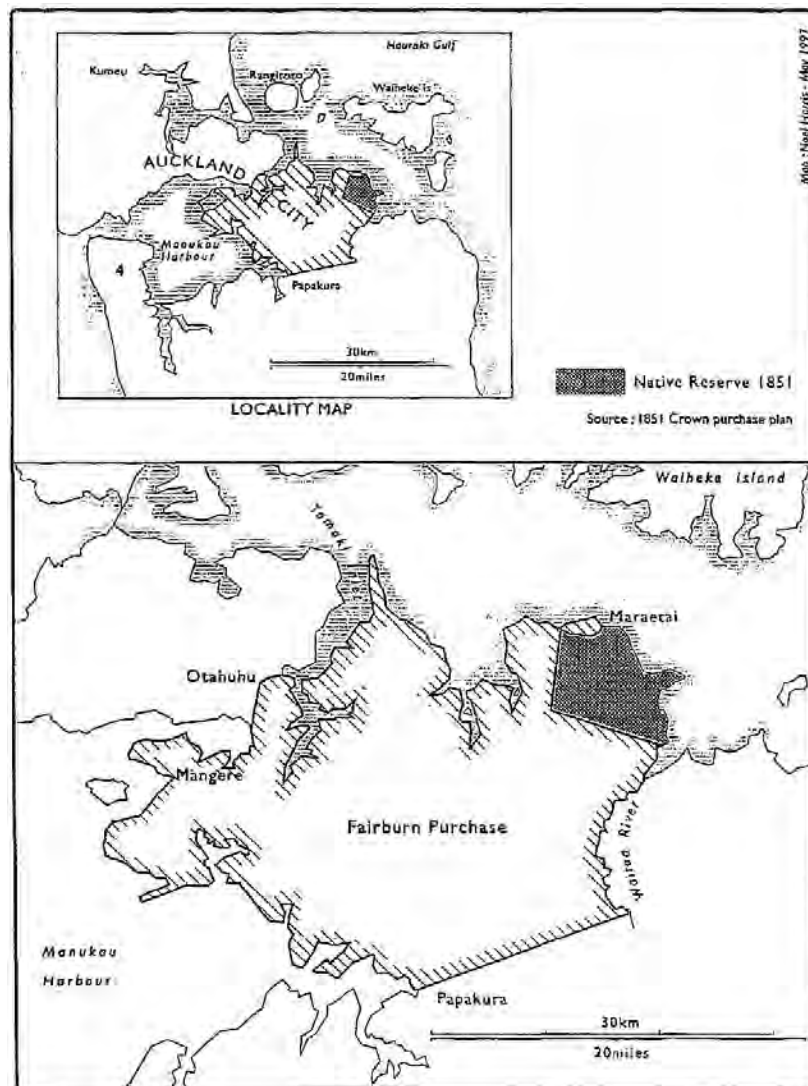 Hauraki Gulf
Kumeu
Rangitoto
Waiheke Is
AUCKLAND
CITY
Manukau
Harbour
4
Papakura
30km
20miles
LOCALITY MAP
Map : Noel Harris - May 1997
Native Reserve 1851
Source : 1851 Crown purchase plan
Waiheke Island
Tamaki
Maraetai
Otahuhu
Mangere
Fairburn Purchase
Wairoa River
Manukau
Harbour
Papakura
30km
20miles